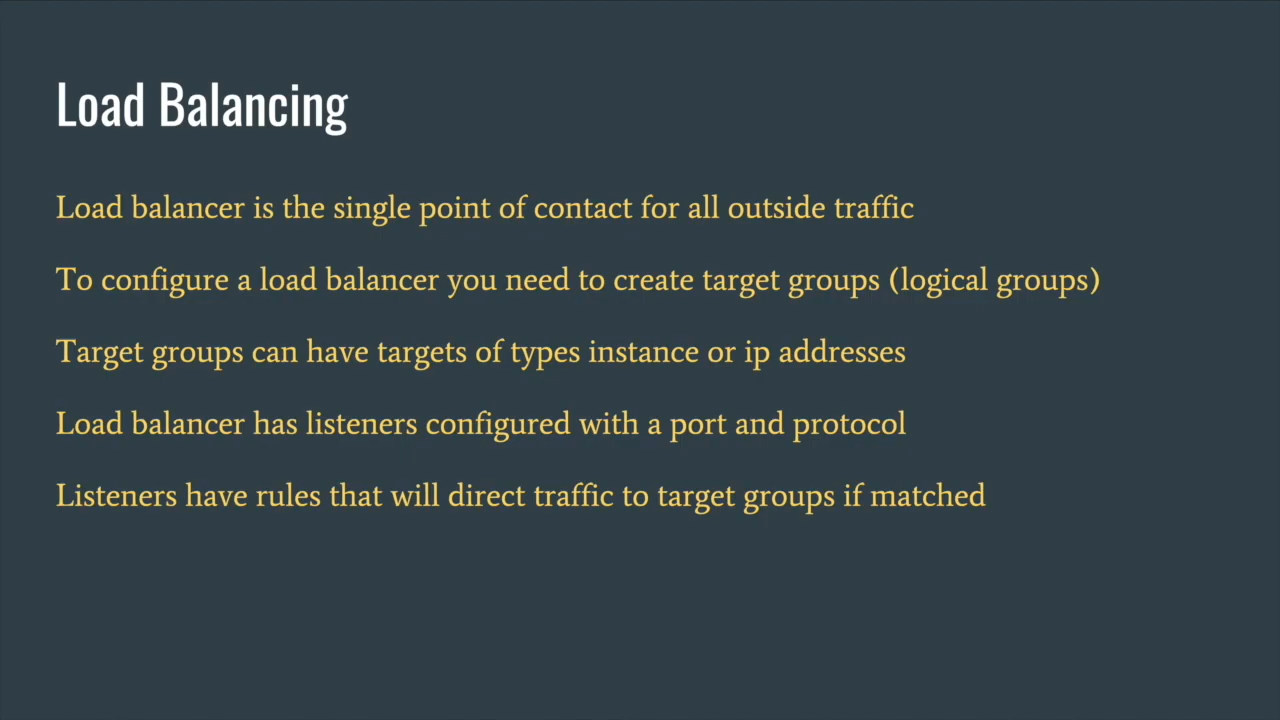 Load Balancing
Load balancer is the single point of contact for all outside traffic
To configure a load balancer you need to create target groups (logical groups)
Target groups can have targets of types instance or ip addresses
Load balancer has listeners configured with a port and protocol
Listeners have rules that will direct traffic to target groups if matched